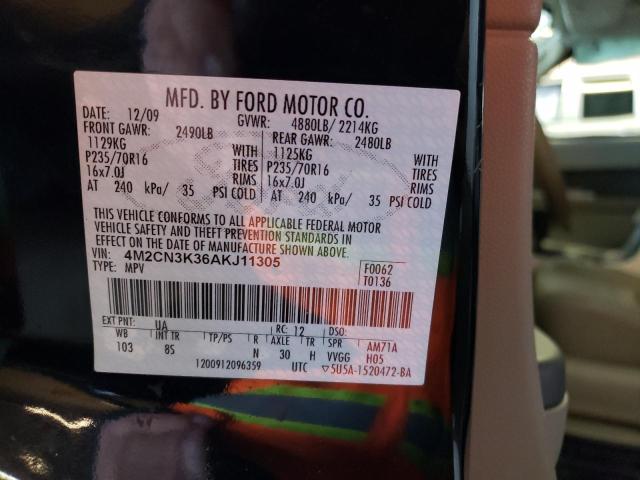 MFD. BY FORD MOTOR CO.
DATE: 12/09 GVWR: 4880LB/ 2214KG
FRONT GAWR: 2490LB REAR GAWR: 2480LB
1129KG WITH 1125KG WITH
P235/70R16 TIRES P235/70R16 TIRES
16x7.0J RIMS 16x7.0J RIMS
AT 240 kPa/ 35 PSI COLD AT 240 kPa/ 35 PSI COLD
THIS VEHICLE CONFORMS TO ALL APPLICABLE FEDERAL MOTOR
VEHICLE SAFETY AND THEFT PREVENTION STANDARDS IN
EFFECT ON THE DATE OF MANUFACTURE SHOWN ABOVE.
VIN: 4M2CN3K36AKJ11305 F0062
TYPE: MPV T0136
EXT PNT: UA RC: 12 DSO:
WB INT TR TP/PS R AXLE TR SPR AM71A
103 85 N 30 H VVGG H05
1200912096359 ▽5U5A-1520472-BA